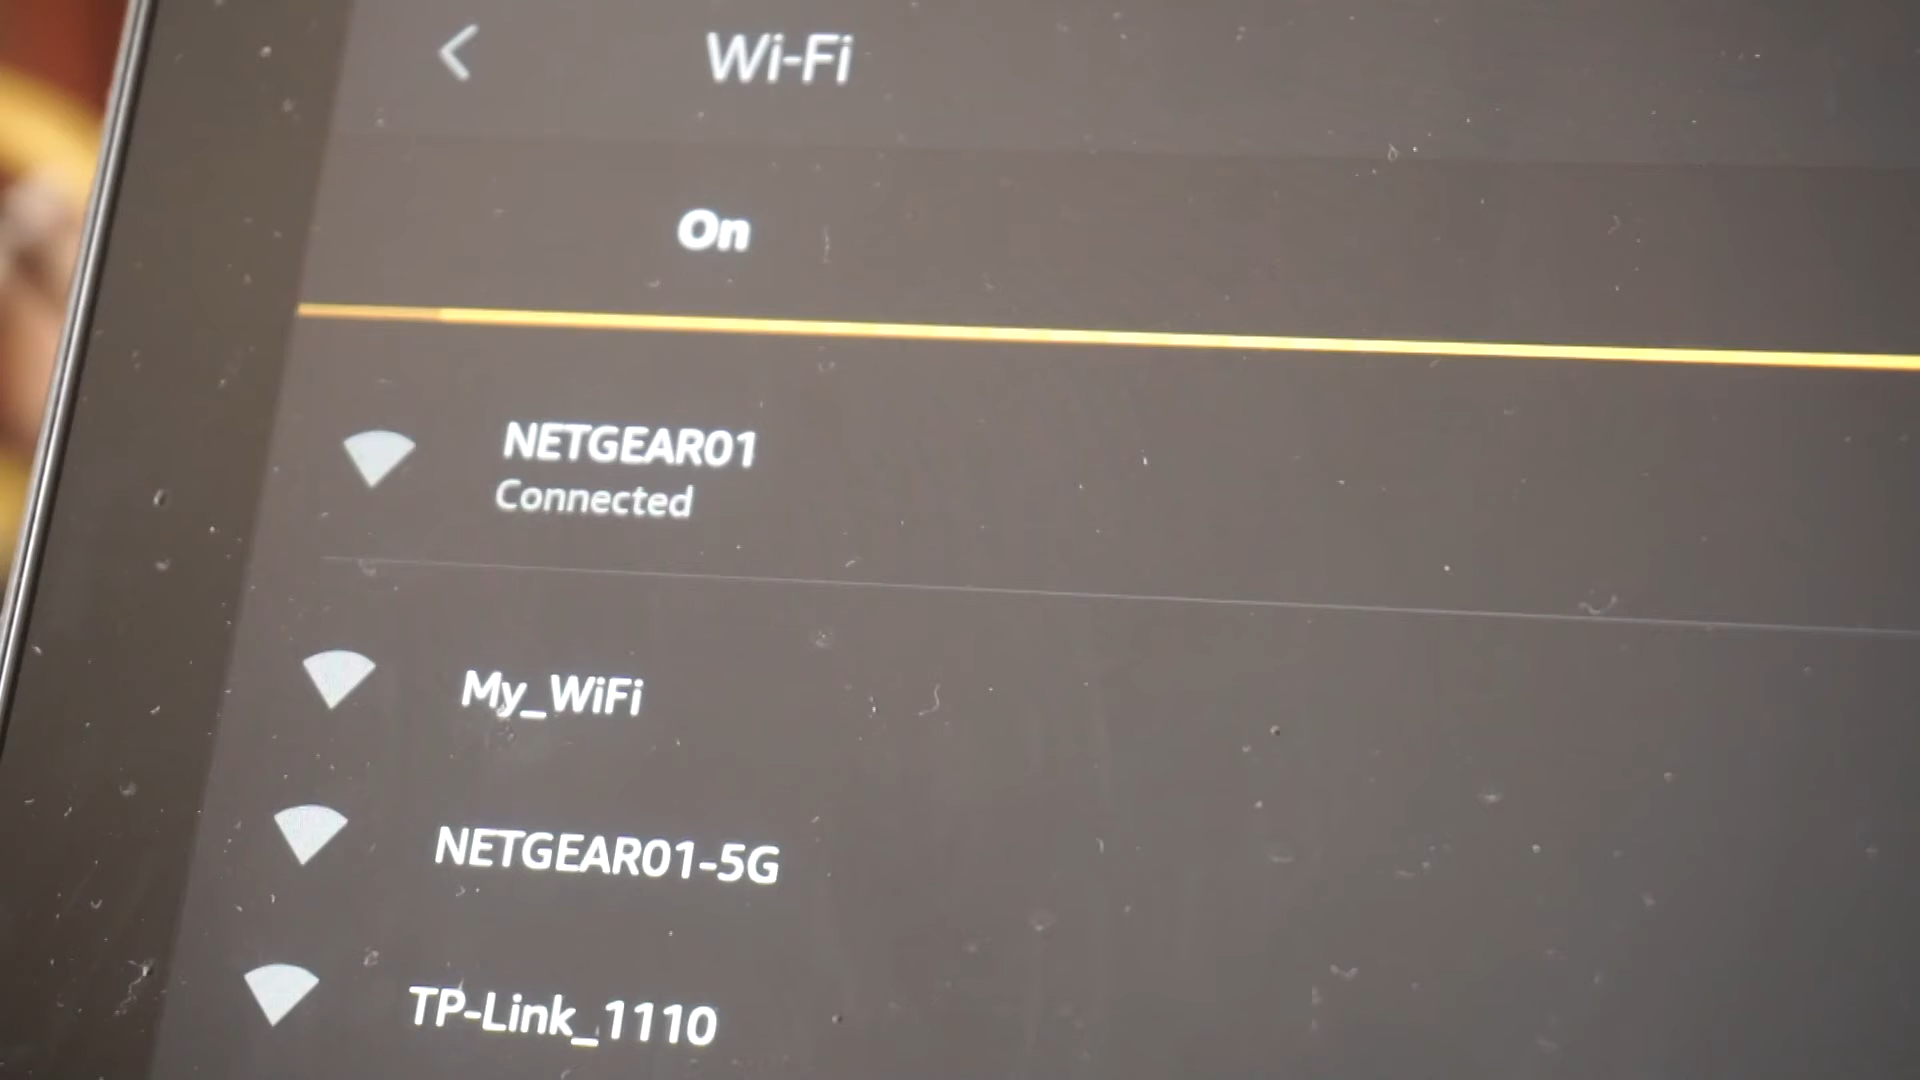 Wi-Fi
On
NETGEAR01
Connected
My_WiFi
NETGEAR01-5G
TP-Link_1110